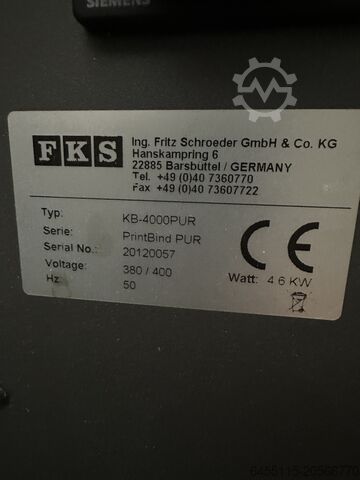 SIEMENS
FKS
Ing. Fritz Schroeder GmbH & Co. KG
Hanskampring 6
22885 Barsbüttel / GERMANY
Tel. +49 (0)40 7360770
Fax +49 (0)40 73607722
Typ: KB-4000PUR
Serie: PrintBind PUR
Serial No.: 20120057
Voltage: 380 / 400
Hz: 50
CE
Watt: 4.6 KW
6455115-20566770